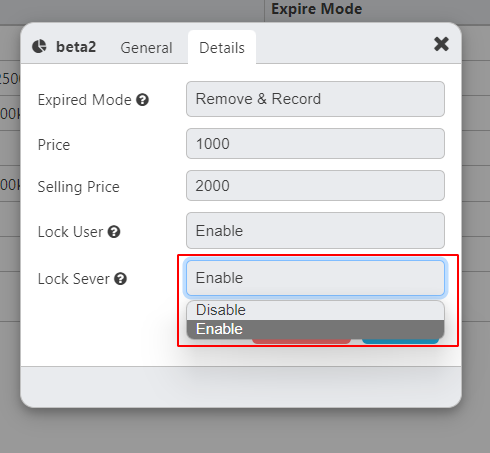 Expire Mode
beta2 General Details
2500
Expired Mode Remove & Record
00k
Price 1000
Selling Price 2000
00k
Lock User Enable
Lock Sever Enable
Disable
Enable